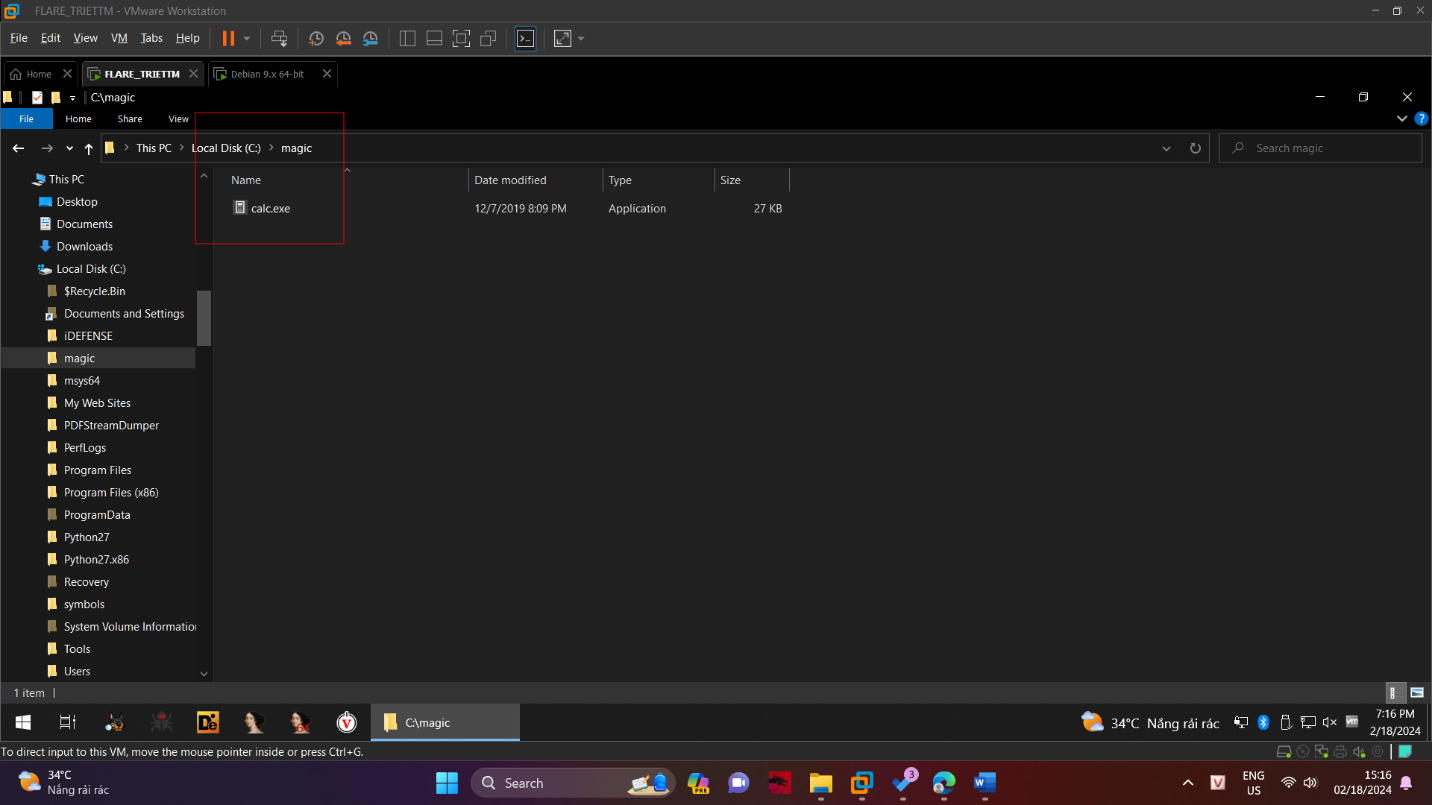 FLARE_TRIETTM - VMware Workstation
File Edit View VM Tabs Help
Home FLARE_TRIETTM Debian 9.x 64-bit
C:\magic
File Home Share View
This PC Local Disk (C:) magic Search magic
Name Date modified Type Size
calc.exe 12/7/2019 8:09 PM Application 27 KB
This PC
Desktop
Documents
Downloads
Local Disk (C:)
$Recycle.Bin
Documents and Settings
iDEFENSE
magic
msys64
My Web Sites
PDFStreamDumper
PerfLogs
Program Files
Program Files (x86)
ProgramData
Python27
Python27.x86
Recovery
symbols
System Volume Information
Tools
Users
1 item
C:\magic 34°C Nắng rải rác 7:16 PM
2/18/2024
To direct input to this VM, move the mouse pointer inside or press Ctrl+G.
34°C
Nắng rải rác
Search PRE 3 ENG
US
15:16
02/18/2024